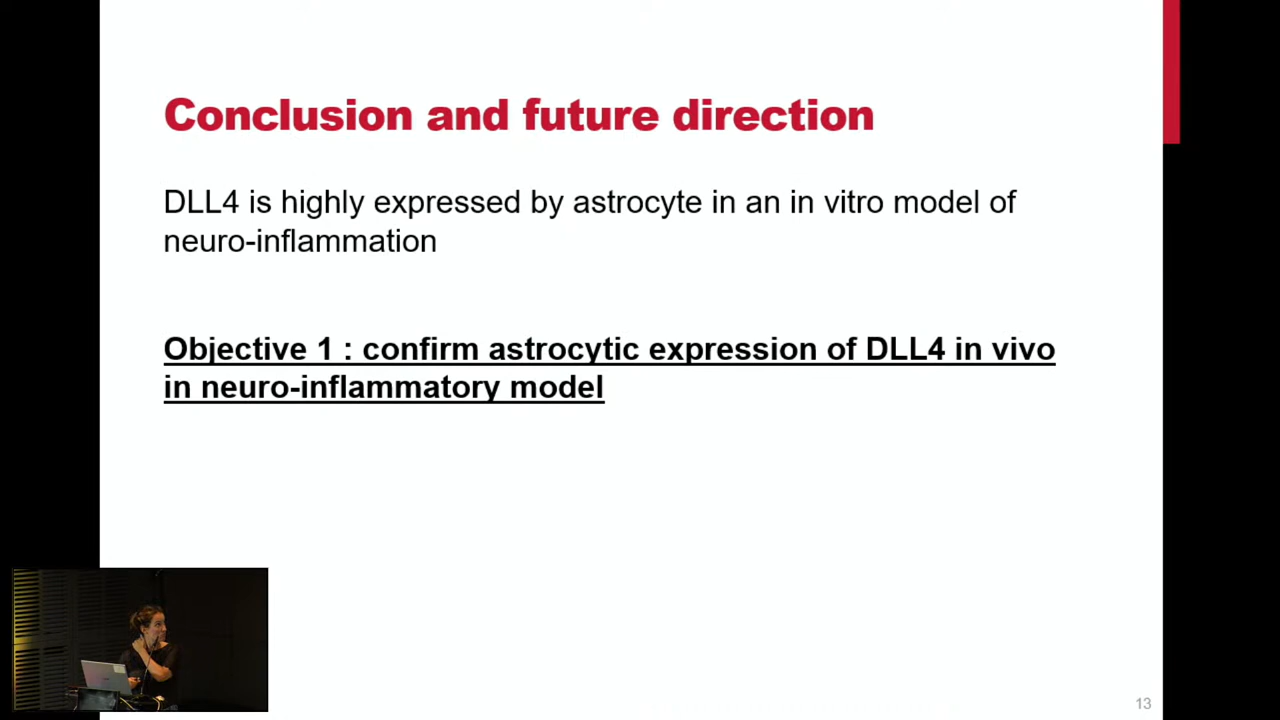 Conclusion and future direction
DLL4 is highly expressed by astrocyte in an in vitro model of
neuro-inflammation
Objective 1 : confirm astrocytic expression of DLL4 in vivo
in neuro-inflammatory model
13